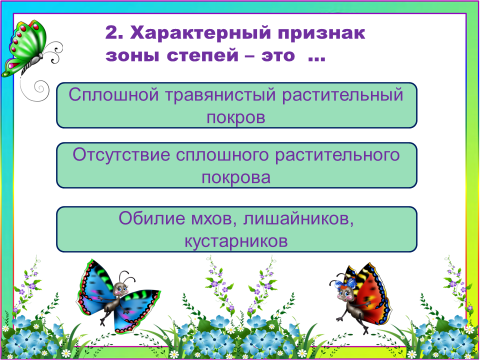 2. Характерный признак
зоны степей – это ...
Сплошной травянистый растительный
покров
Отсутствие сплошного растительного
покрова
Обилие мхов, лишайников,
кустарников